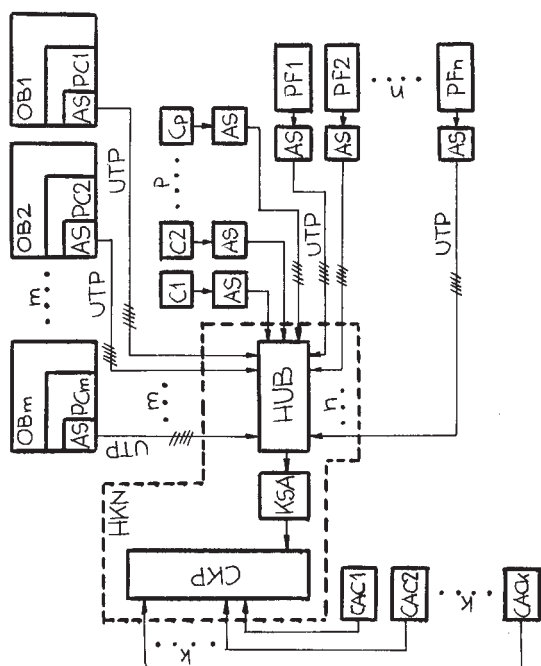 OB1
PC1
AS
OB2
PC2
AS
m
OBm
PCm
AS
UTP
UTP
UTP
m
C1
AS
C2
AS
p
Cp
AS
PF1
AS
PF2
AS
n
PFn
AS
UTP
UTP
HKN
HUB
n
KSA
CKP
k
CAC1
CAC2
k
CACk